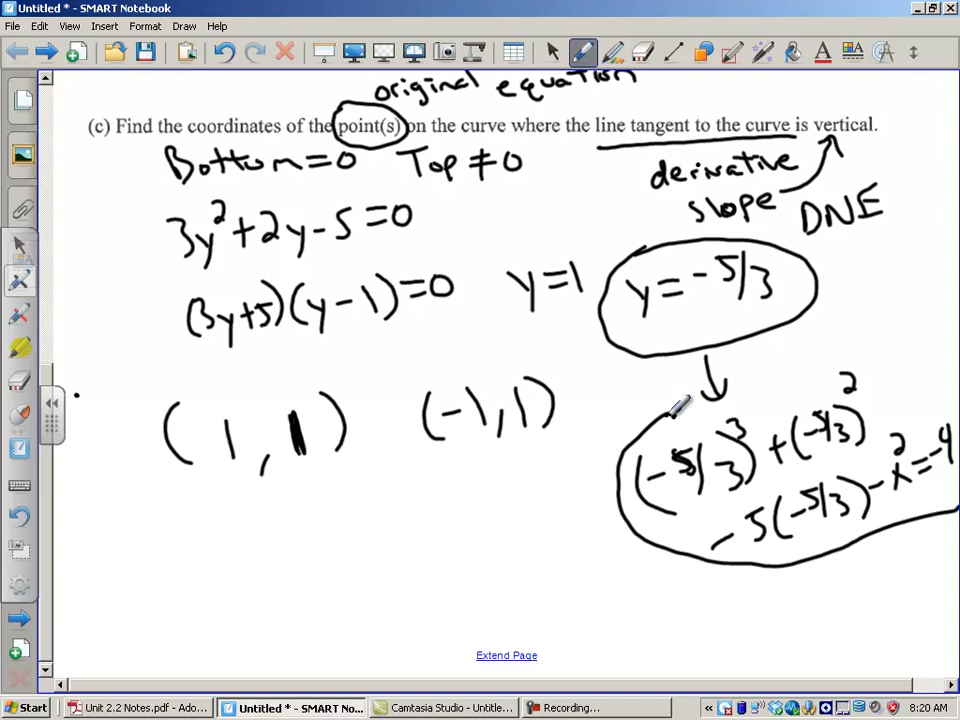 Untitled * - SMART Notebook
File Edit View Insert Format Draw Help
original equation
(c) Find the coordinates of the point(s) on the curve where the line tangent to the curve is vertical.
Bottom=0 Top≠0
derivative
slope DNE
3y²+2y-5=0
(3y+5)(y-1)=0 y=1 y=-5/3
(1,1) (-1,1)
(-5/3)³+(-5/3)²
-5(-5/3)-x²=-4
Extend Page
Start Unit 2.2 Notes.pdf - Ado... Untitled * - SMART No... Camtasia Studio - Untitle... Recording... 8:20 AM